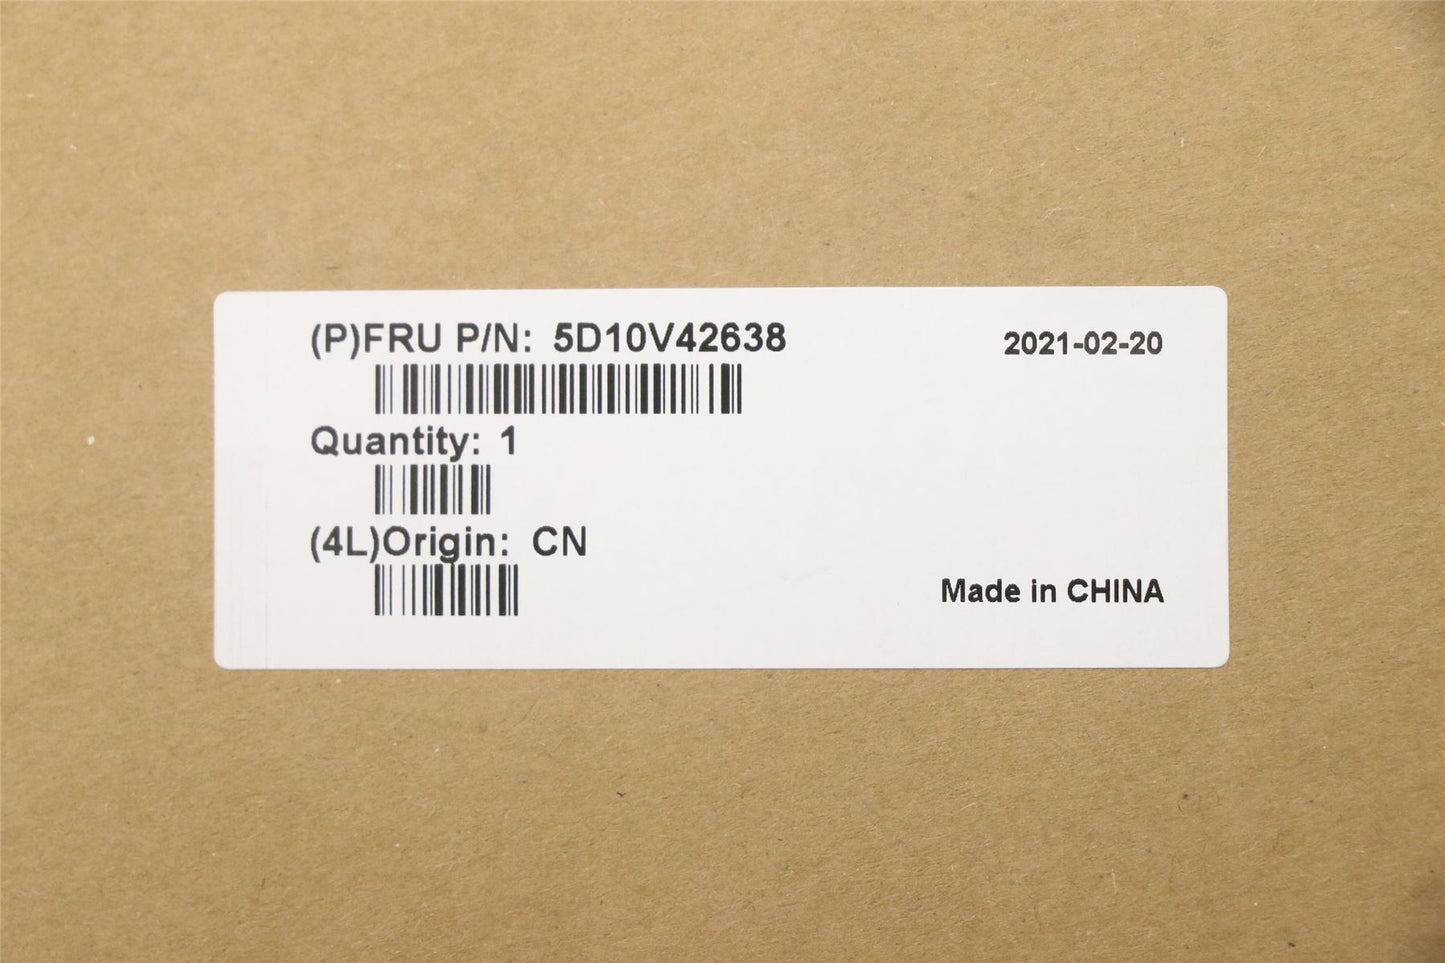 (P)FRU P/N: 5D10V42638
2021-02-20
Quantity: 1
(4L)Origin: CN
Made in CHINA